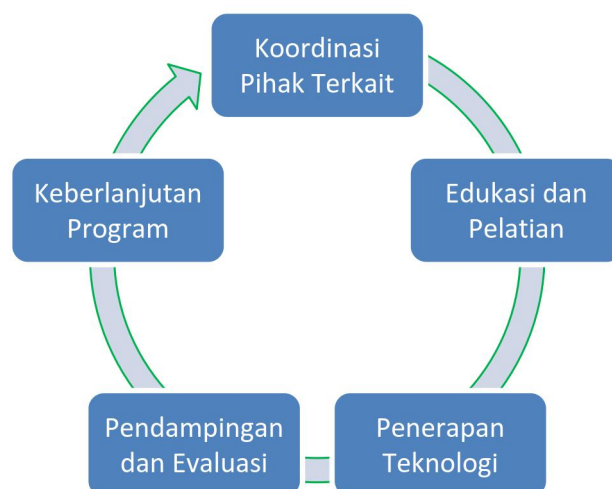 Koordinasi
Pihak Terkait
Edukasi dan
Pelatian
Penerapan
Teknologi
Pendampingan
dan Evaluasi
Keberlanjutan
Program